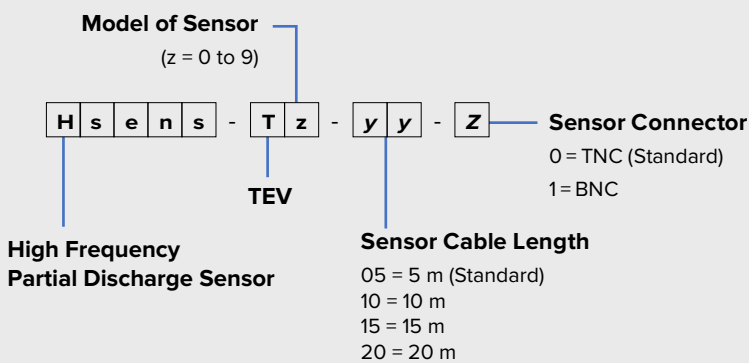 Model of Sensor
(z = 0 to 9)
H s e n s - T z - y y - Z
Sensor Connector
0 = TNC (Standard)
1 = BNC
TEV
High Frequency
Partial Discharge Sensor
Sensor Cable Length
05 = 5 m (Standard)
10 = 10 m
15 = 15 m
20 = 20 m